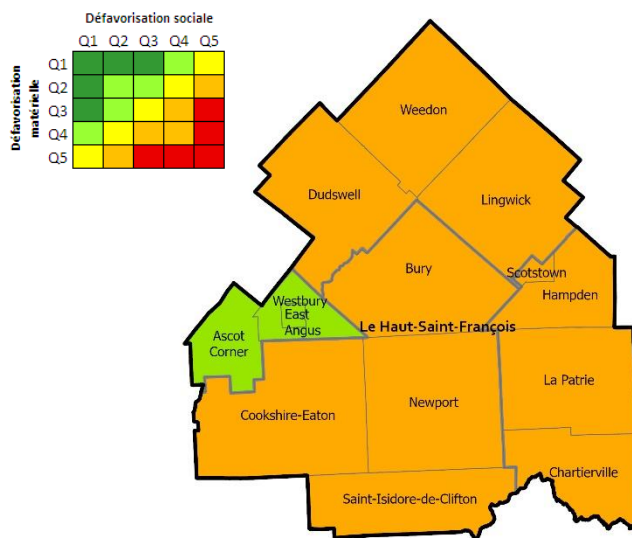 Défavorisation sociale
Q1 Q2 Q3 Q4 Q5
Défavorisation
matérielle
Q1
Q2
Q3
Q4
Q5
Weedon
Dudswell
Lingwick
Bury
Scotstown
Hampden
Westbury
East
Angus
Le Haut-Saint-François
Ascot
Corner
La Patrie
Cookshire-Eaton
Newport
Chartierville
Saint-Isidore-de-Clifton